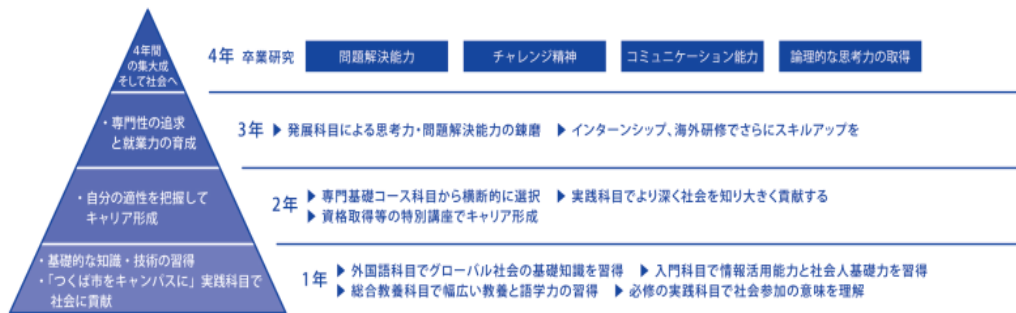 4年間
の集大成
そして社会へ
4年 卒業研究
問題解決能力
チャレンジ精神
コミュニケーション能力
論理的な思考力の取得
・専門性の追求
と就業力の育成
3年 ▶ 発展科目による思考力・問題解決能力の錬磨 ▶ インターンシップ、海外研修でさらにスキルアップを
・自分の適性を把握して
キャリア形成
2年 ▶ 専門基礎コース科目から横断的に選択 ▶ 実践科目でより深く社会を知り大きく貢献する
▶ 資格取得等の特別講座でキャリア形成
・基礎的な知識・技術の習得
・「つくば市をキャンバスに」実践科目で
社会に貢献
1年 ▶ 外国語科目でグローバル社会の基礎知識を習得 ▶ 入門科目で情報活用能力と社会人基礎力を習得
▶ 総合教養科目で幅広い教養と語学力の習得 ▶ 必修の実践科目で社会参加の意味を理解